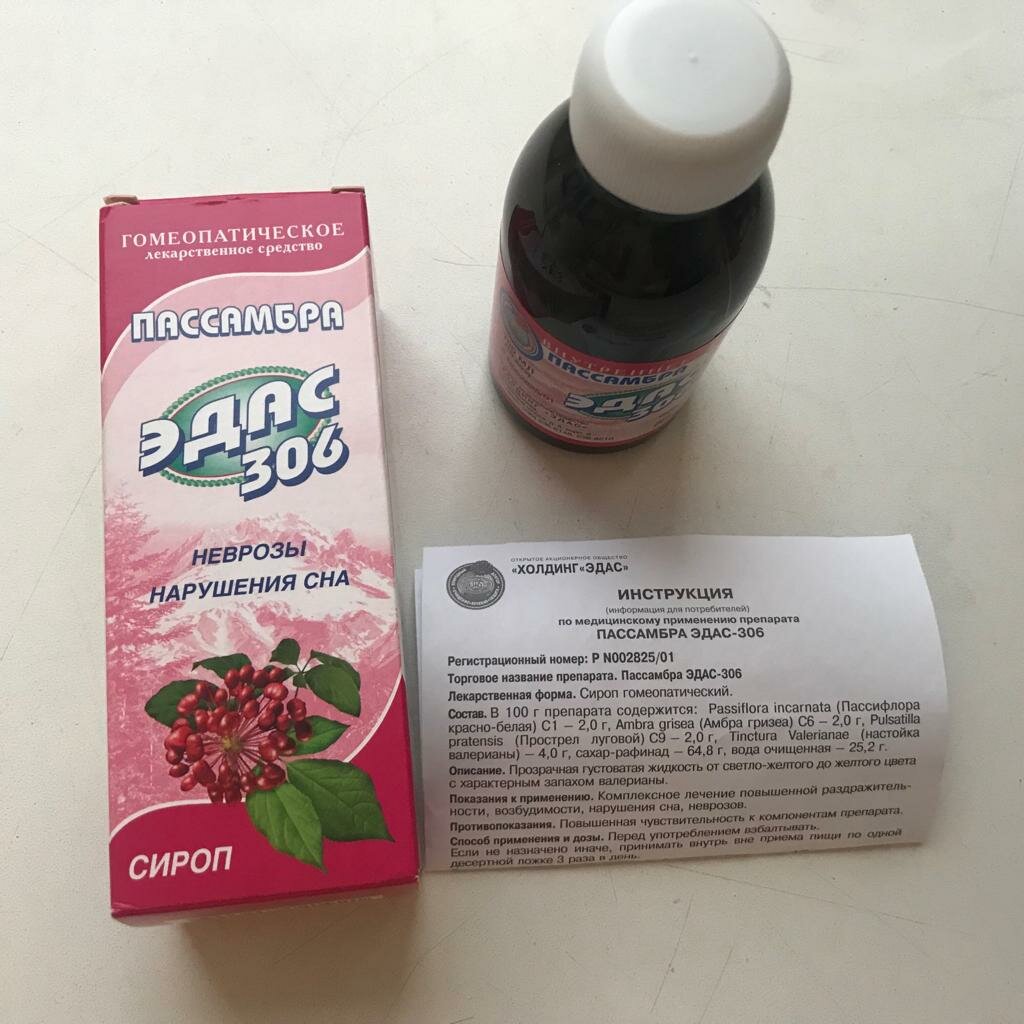 ГОМЕОПАТИЧЕСКОЕ
лекарственное средство
ПАССАМБРА
ЭДАС
306
НЕВРОЗЫ
НАРУШЕНИЯ СНА
СИРОП
ВНУТРЕННЕЕ
ПАССАМБРА
ЭДАС
306
ОТКРЫТОЕ АКЦИОНЕРНОЕ ОБЩЕСТВО
"ХОЛДИНГ«ЭДАС»
ИНСТРУКЦИЯ
(информация для потребителей)
по медицинскому применению препарата
ПАССАМБРА ЭДАС-306
Регистрационный номер: Р N002825/01
Торговое название препарата. Пассамбра ЭДАС-306
Лекарственная форма. Сироп гомеопатический.
Состав. В 100 г препарата содержится: Passiflora incarnata (Пассифлора
красно-белая) С1 – 2,0 г, Ambra grisea (Амбра гризеа) С6 – 2,0 г, Pulsatilla
pratensis (Прострел луговой) С9 – 2,0 г, Tinctura Valerianae (настойка
валерианы) – 4,0 г, сахар-рафинад – 64,8 г, вода очищенная – 25,2 г.
Описание. Прозрачная густоватая жидкость от светло-желтого до желтого цвета
с характерным запахом валерианы.
Показания к применению. Комплексное лечение повышенной раздражитель-
ности, возбудимости, нарушения сна, неврозов.
Противопоказания. Повышенная чувствительность к компонентам препарата.
Способ применения и дозы. Перед употреблением взбалтывать.
Если не назначено иначе, принимать внутрь вне приема пищи по одной
десертной ложке 3 раза в день.